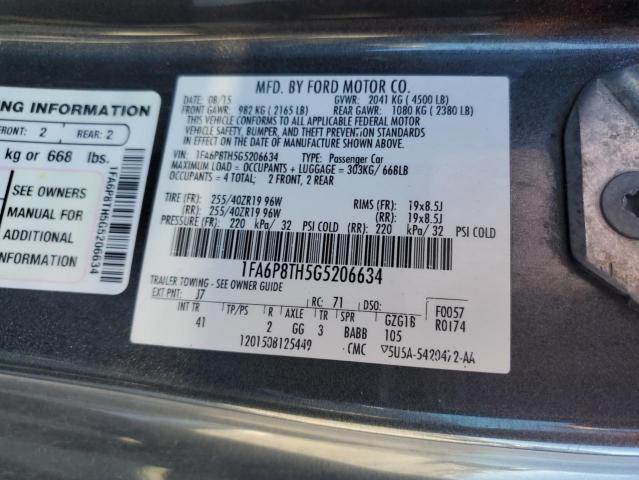 NG INFORMATION
FRONT: 2 REAR: 2
kg or 668 lbs.
SEE OWNERS
MANUAL FOR
ADDITIONAL
INFORMATION
1FA6P8TH5G5206634
MFD. BY FORD MOTOR CO.
DATE: 08/15 GVWR: 2041 KG ( 4500 LB)
FRONT GAWR: 982 KG ( 2165 LB) REAR GAWR: 1080 KG ( 2380 LB)
THIS VEHICLE CONFORMS TO ALL APPLICABLE FEDERAL MOTOR
VEHICLE SAFETY, BUMPER, AND THEFT PREVENTION STANDARDS
IN EFFECT ON THE DATE OF MANUFACTURE SHOWN ABOVE.
VIN: 1FA6P8TH5G5206634 TYPE: Passenger Car
MAXIMUM LOAD = OCCUPANTS + LUGGAGE = 303KG/ 668LB
OCCUPANTS = 4 TOTAL; 2 FRONT, 2 REAR
TIRE (FR): 255/40ZR19 96W RIMS (FR): 19x8.5J
(RR): 255/40ZR19 96W (RR): 19x8.5J
PRESSURE (FR): 220 kPa/ 32 PSI COLD (RR): 220 kPa/ 32 PSI COLD
1FA6P8TH5G5206634
TRAILER TOWING - SEE OWNER GUIDE
EXT PNT: J7 RC: 71 DSO: F0057
R0174
INT TR TP/PS R AXLE TR SPR GZG1B
41 2 GG 3 BABB 105
1201508125449 CMC 5U5A-5420472-AA